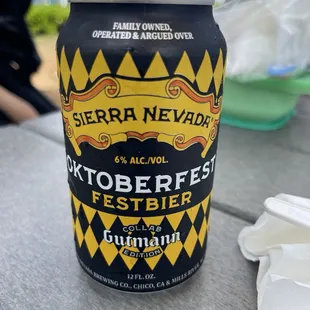 FAMILY OWNED,
OPERATED & ARGUED OVER
SIERRA NEVADA
6% ALC./VOL.
OKTOBERFEST
FESTBIER
COLLAB
Gutmann
EDITION
12 FL. OZ.
BREWING CO., CHICO, CA & MILLS